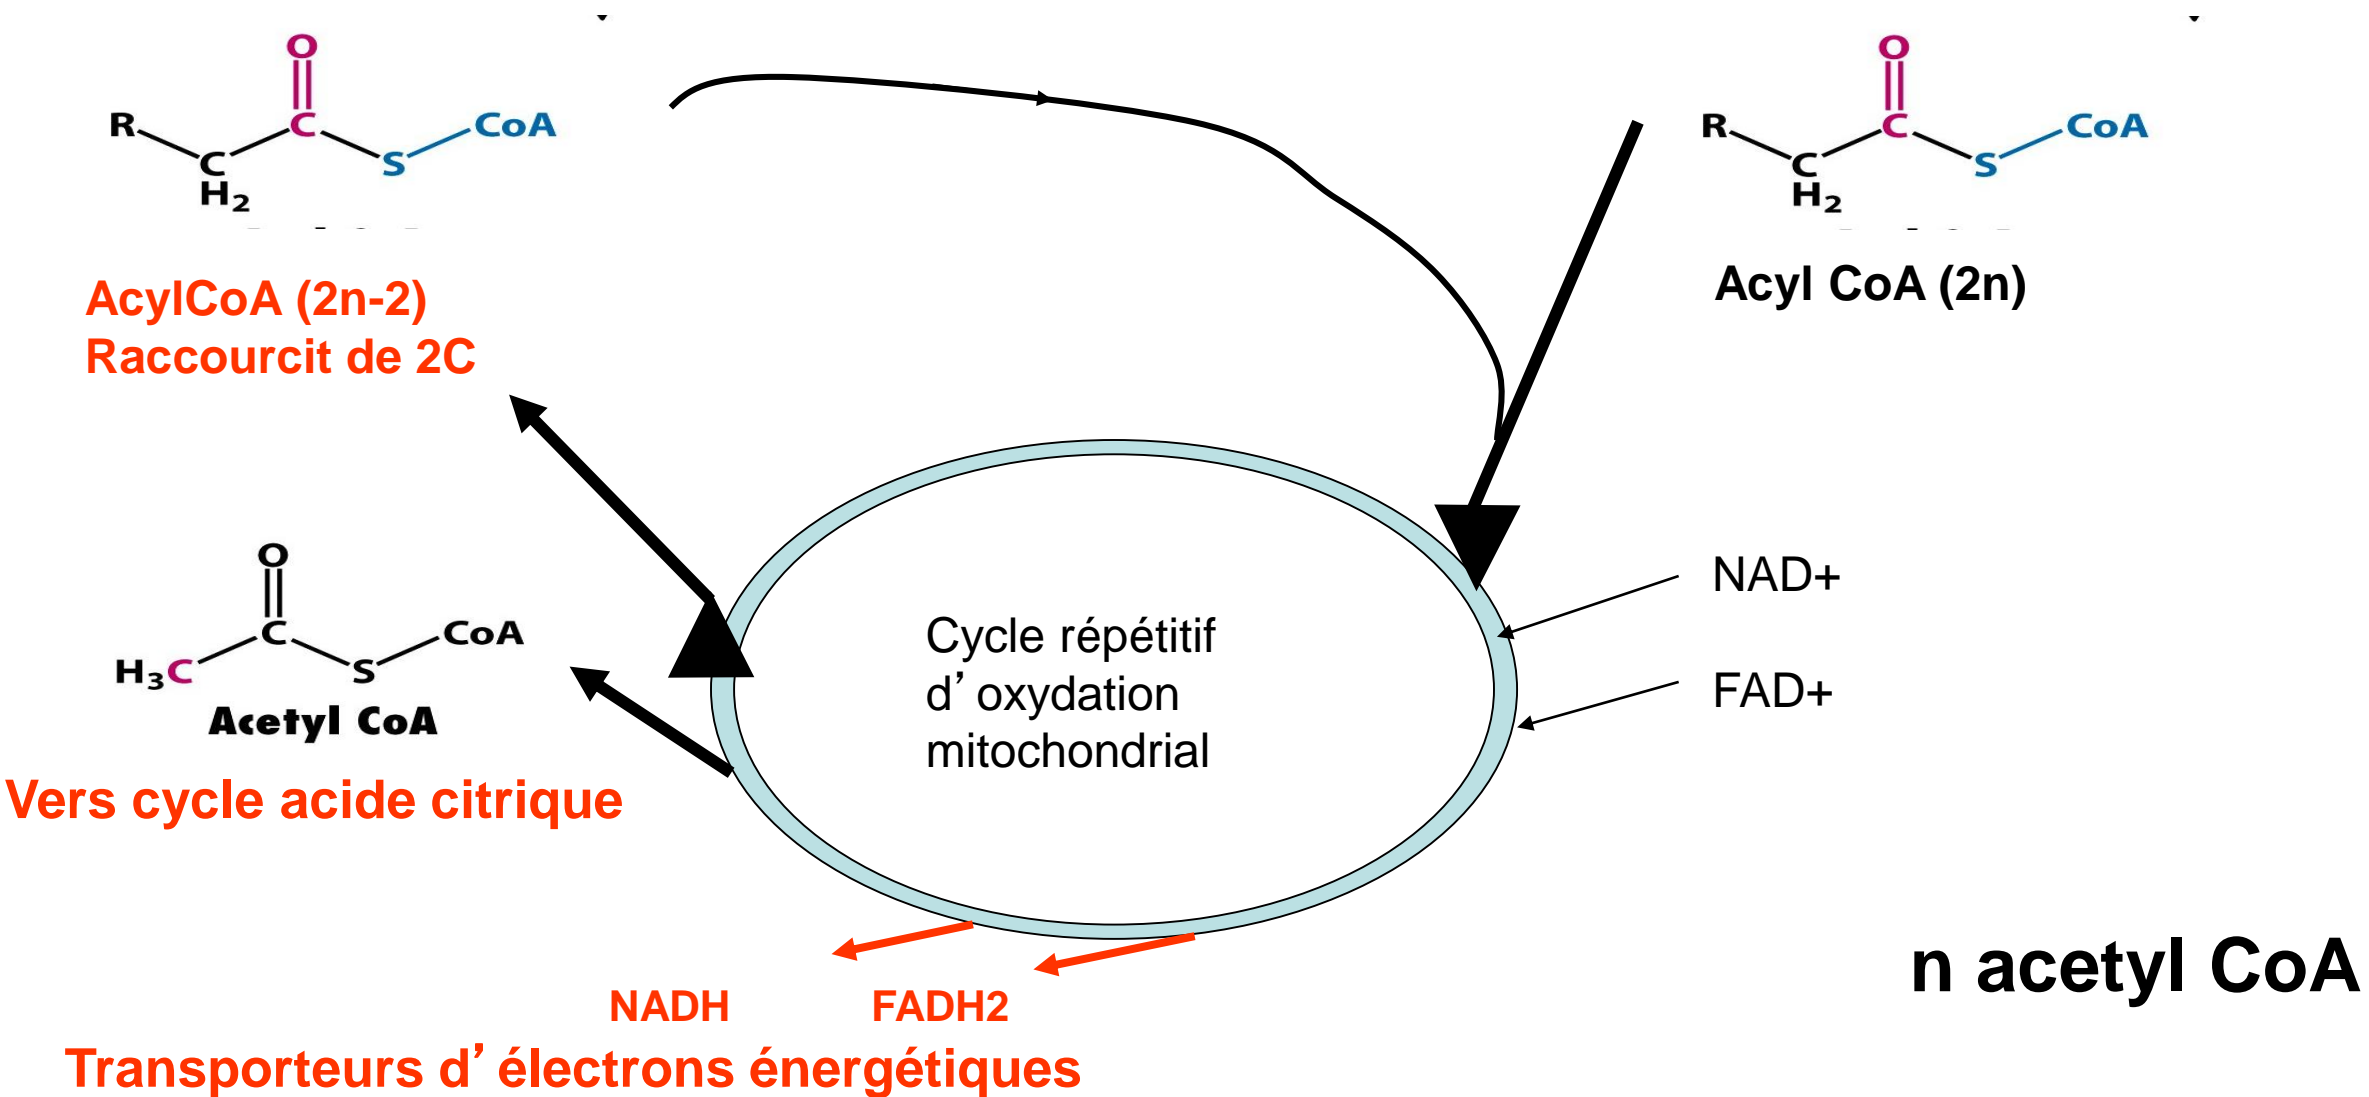 O
R
C
S
CoA
C
H2
AcylCoA (2n-2)
Raccourcit de 2C
O
R
C
S
CoA
C
H2
Acyl CoA (2n)
O
H3C
C
S
CoA
Acetyl CoA
Vers cycle acide citrique
Cycle répétitif
d’ oxydation
mitochondrial
NAD+
FAD+
n acetyl CoA
NADH
FADH2
Transporteurs d’ électrons énergétiques